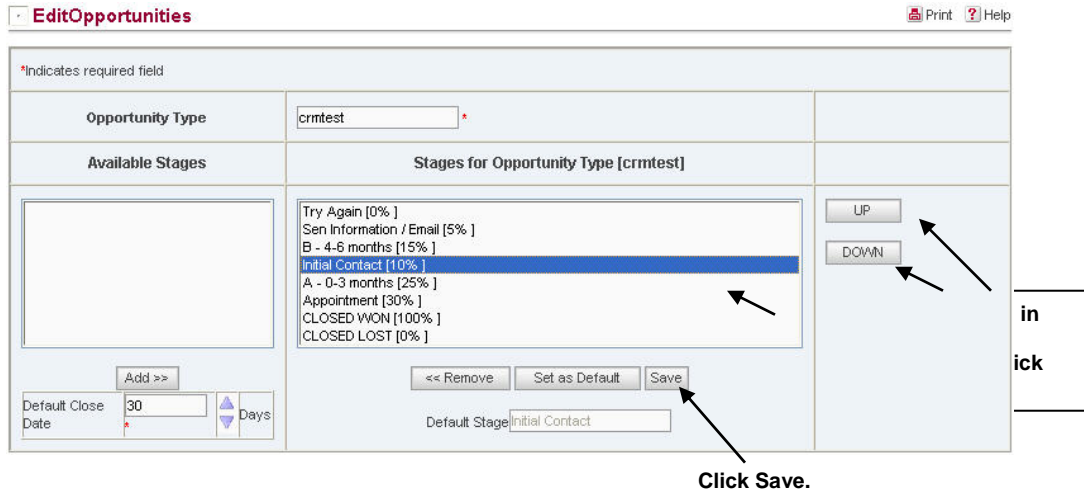 EditOpportunities
Print
Help
*Indicates required field
Opportunity Type
crmtest
*
Available Stages
Stages for Opportunity Type [crmtest]
Try Again [0% ]
Sen Information / Email [5% ]
B - 4-6 months [15% ]
Initial Contact [10% ]
A - 0-3 months [25% ]
Appointment [30% ]
CLOSED WON [100% ]
CLOSED LOST [0% ]
UP
DOWN
in
ick
Add >>
<< Remove
Set as Default
Save
Default Close Date
30
*
Days
Default Stage
Initial Contact
Click Save.